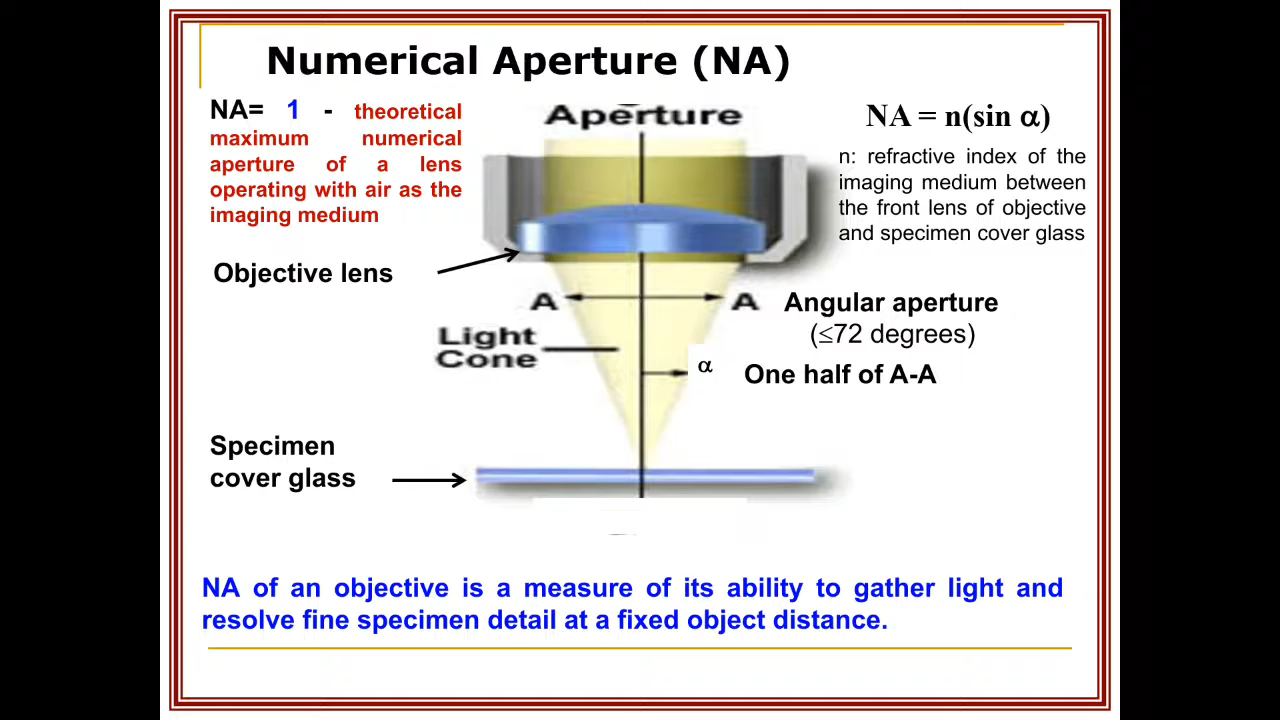 Numerical Aperture (NA)
NA= 1 - theoretical
maximum numerical
aperture of a lens
operating with air as the
imaging medium
Aperture
NA = n(sin α)
n: refractive index of the
imaging medium between
the front lens of objective
and specimen cover glass
Objective lens
A
A
Angular aperture
(≤72 degrees)
Light
Cone
α
One half of A-A
Specimen
cover glass
NA of an objective is a measure of its ability to gather light and
resolve fine specimen detail at a fixed object distance.